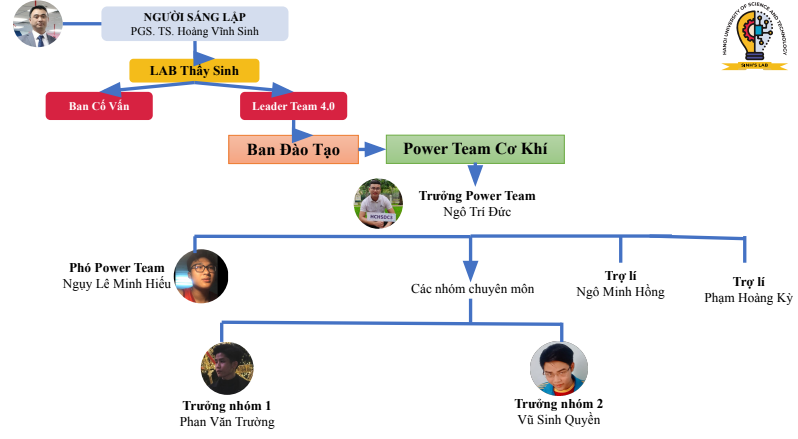 NGƯỜI SÁNG LẬP
PGS. TS. Hoàng Vĩnh Sinh
HANOI UNIVERSITY OF SCIENCE AND TECHNOLOGY
SINH'S LAB
LAB Thầy Sinh
Ban Cố Vấn
Leader Team 4.0
Ban Đào Tạo
Power Team Cơ Khí
Trưởng Power Team
Ngô Trí Đức
Phó Power Team
Ngụy Lê Minh Hiếu
Các nhóm chuyên môn
Trợ lí
Ngô Minh Hồng
Trợ lí
Phạm Hoàng Kỳ
Trưởng nhóm 1
Phan Văn Trường
Trưởng nhóm 2
Vũ Sinh Quyền